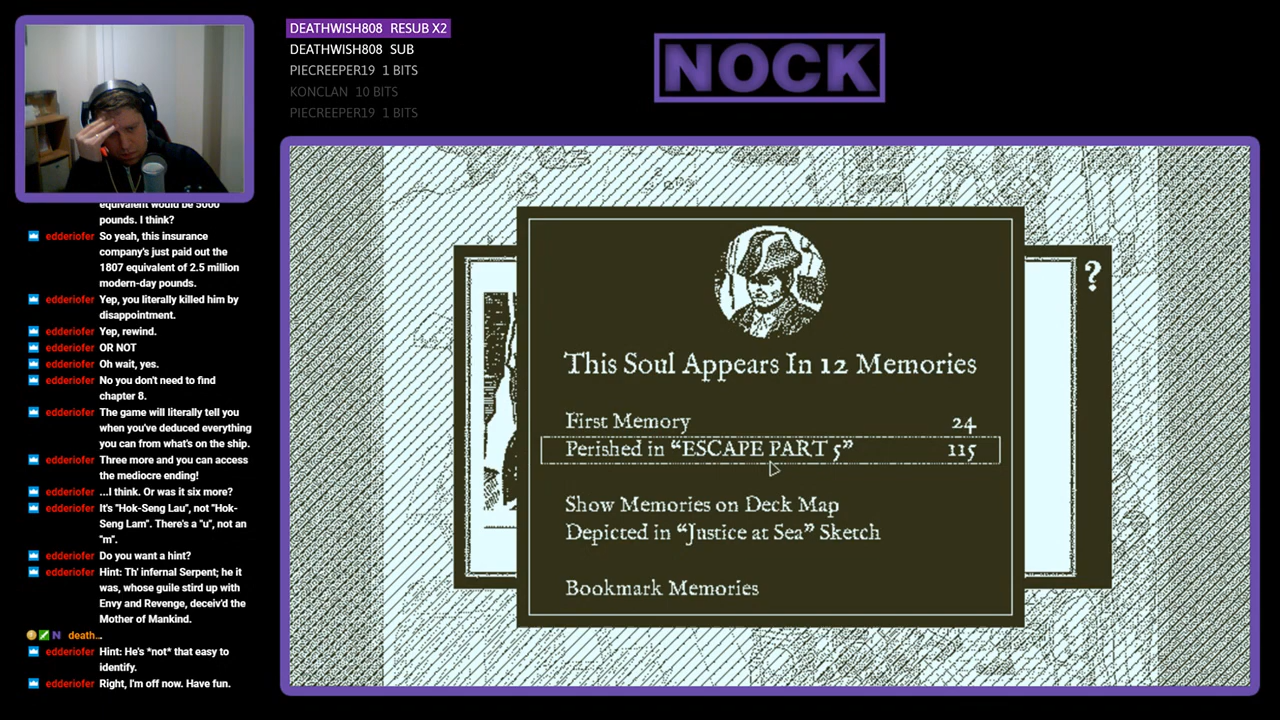 DEATHWISH808 RESUB X2
DEATHWISH808 SUB
PIECREEPER19 1 BITS
KONCLAN 10 BITS
PIECREEPER19 1 BITS
NOCK
equivalent would be 5000
pounds. I think?
edderiofer So yeah, this insurance
company's just paid out the
1807 equivalent of 2.5 million
modern-day pounds.
edderiofer Yep, you literally killed him by
disappointment.
edderiofer Yep, rewind.
edderiofer OR NOT
edderiofer Oh wait, yes.
edderiofer No you don't need to find
chapter 8.
edderiofer The game will literally tell you
when you've deduced everything
you can from what's on the ship.
edderiofer Three more and you can access
the mediocre ending!
edderiofer ...I think. Or was it six more?
edderiofer It's "Hok-Seng Lau", not "Hok-
Seng Lam". There's a "u", not an
"m".
edderiofer Do you want a hint?
edderiofer Hint: Th' infernal Serpent; he it
was, whose guile stird up with
Envy and Revenge, deceiv'd the
Mother of Mankind.
N death...
edderiofer Hint: He's *not* that easy to
identify.
edderiofer Right, I'm off now. Have fun.
?
This Soul Appears In 12 Memories
First Memory 24
Perished in "ESCAPE PART 5" 115
Show Memories on Deck Map
Depicted in "Justice at Sea" Sketch
Bookmark Memories